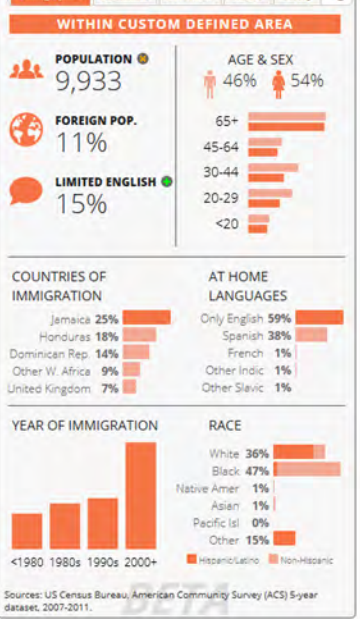 WITHIN CUSTOM DEFINED AREA
POPULATION
9,933
FOREIGN POP.
11%
LIMITED ENGLISH
15%
AGE & SEX
46% 54%
65+
45-64
30-44
20-29
<20
COUNTRIES OF
IMMIGRATION
Jamaica 25%
Honduras 18%
Dominican Rep. 14%
Other W. Africa 9%
United Kingdom 7%
AT HOME
LANGUAGES
Only English 59%
Spanish 38%
French 1%
Other Indic 1%
Other Slavic 1%
YEAR OF IMMIGRATION
<1980 1980s 1990s 2000+
RACE
White 36%
Black 47%
Native Amer 1%
Asian 1%
Pacific Isl 0%
Other 15%
Hispanic/Latino Non-Hispanic
Sources: US Census Bureau, American Community Survey (ACS) 5-year
dataset, 2007-2011.
BETA